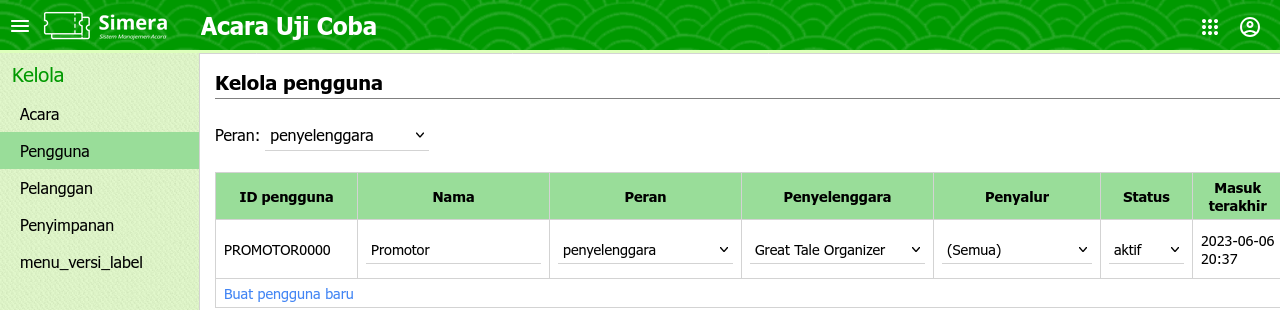 Simera
Sistem Manajemen Acara
Acara Uji Coba
Kelola
Acara
Pengguna
Pelanggan
Penyimpanan
menu_versi_label
Kelola pengguna
Peran: penyelenggara
ID pengguna Nama Peran Penyelenggara Penyalur Status Masuk terakhir
PROMOTOR0000 Promotor penyelenggara Great Tale Organizer (Semua) aktif 2023-06-06 20:37
Buat pengguna baru